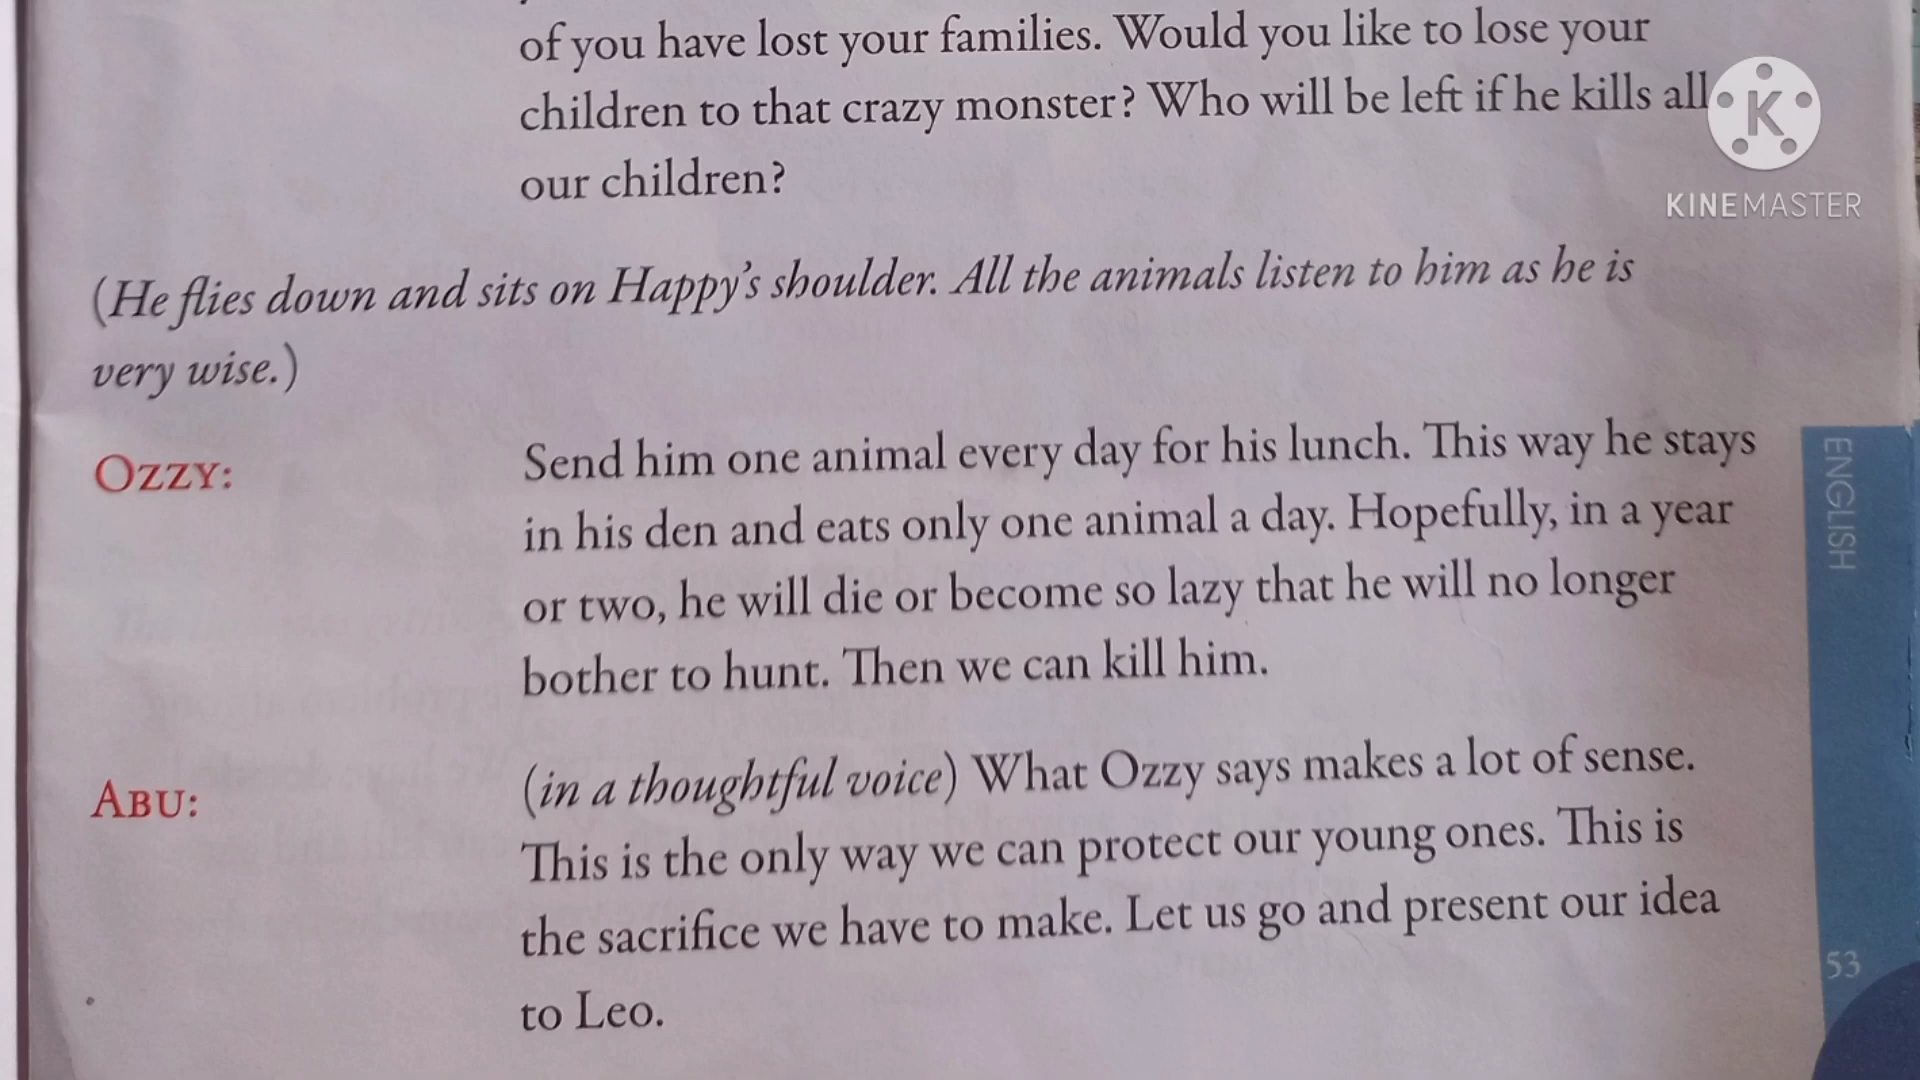 of you have lost your families. Would you like to lose your
children to that crazy monster? Who will be left if he kills all
our children?
K
KINEMASTER
(He flies down and sits on Happy's shoulder. All the animals listen to him as he is
very wise.)
OZZY: Send him one animal every day for his lunch. This way he stays
in his den and eats only one animal a day. Hopefully, in a year
or two, he will die or become so lazy that he will no longer
bother to hunt. Then we can kill him.
ABU: (in a thoughtful voice) What Ozzy says makes a lot of sense.
This is the only way we can protect our young ones. This is
the sacrifice we have to make. Let us go and present our idea
to Leo.
ENGLISH
53